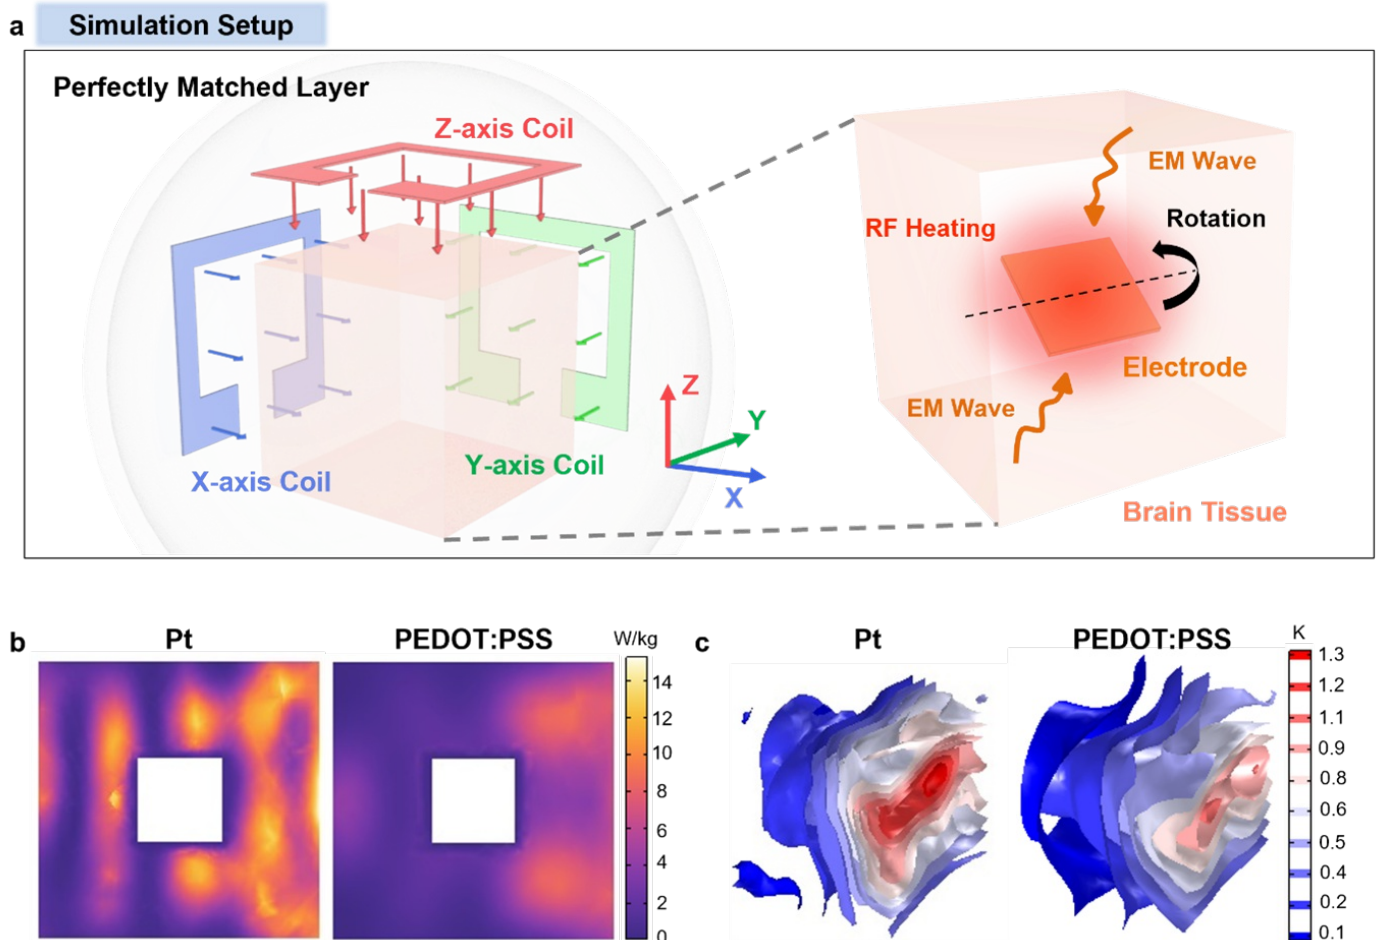 a
Simulation Setup
Perfectly Matched Layer
Z-axis Coil
X-axis Coil
Y-axis Coil
Z
Y
X
EM Wave
RF Heating
Rotation
Electrode
EM Wave
Brain Tissue
b
Pt
PEDOT:PSS
W/kg
14
12
10
8
6
4
2
0
c
Pt
PEDOT:PSS
K
1.3
1.2
1.1
0.9
0.8
0.6
0.5
0.4
0.2
0.1